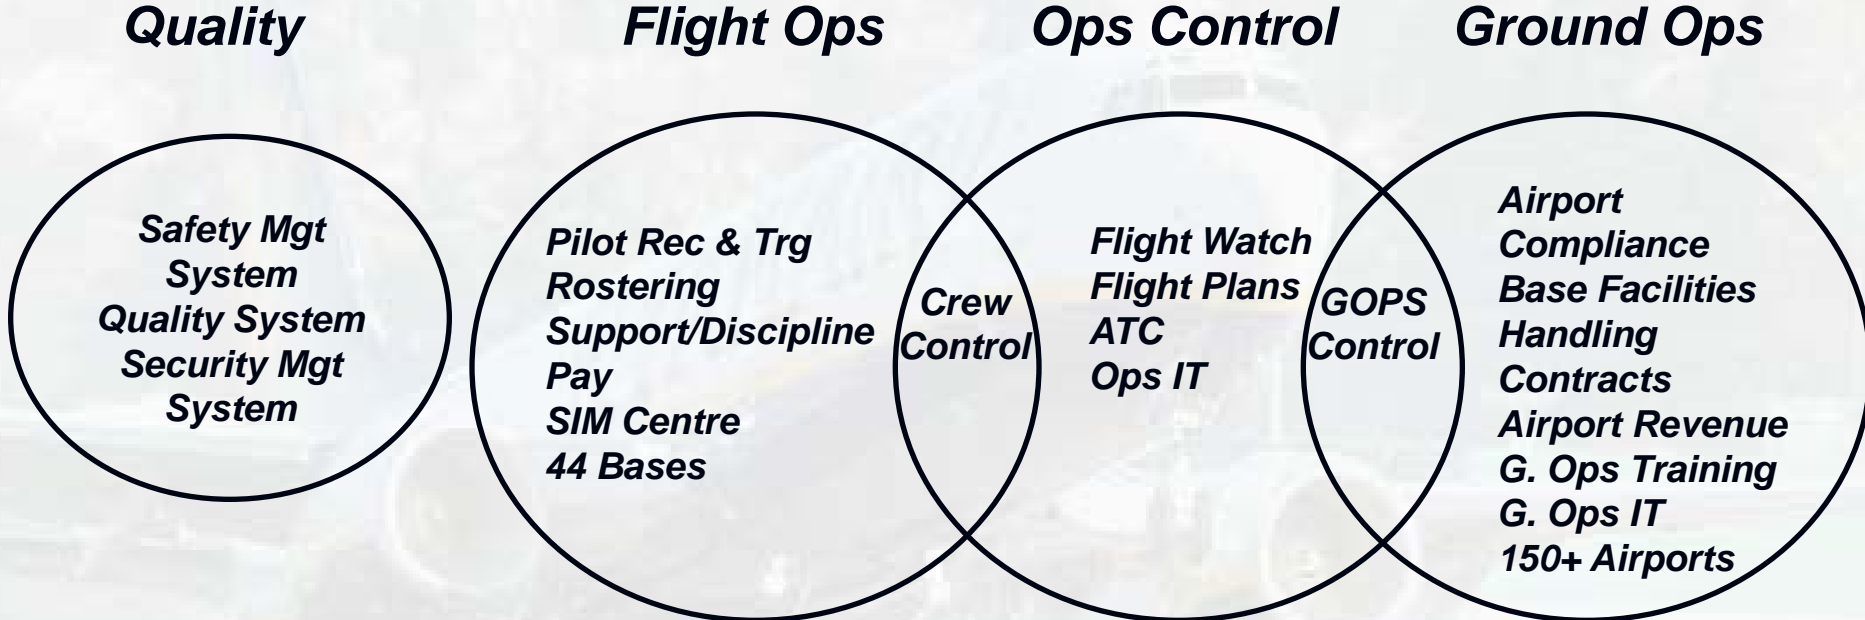 Quality
Flight Ops
Ops Control
Ground Ops
Safety Mgt
System
Quality System
Security Mgt
System
Pilot Rec & Trg
Rostering
Support/Discipline
Pay
SIM Centre
44 Bases
Crew
Control
Flight Watch
Flight Plans
ATC
Ops IT
GOPS
Control
Airport
Compliance
Base Facilities
Handling
Contracts
Airport Revenue
G. Ops Training
G. Ops IT
150+ Airports